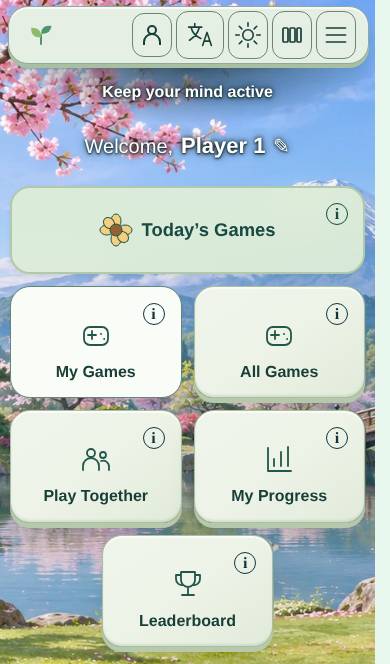 Keep your mind active
Welcome, Player 1 ✎
Today’s Games
i
My Games
i
All Games
i
Play Together
i
My Progress
i
Leaderboard
i